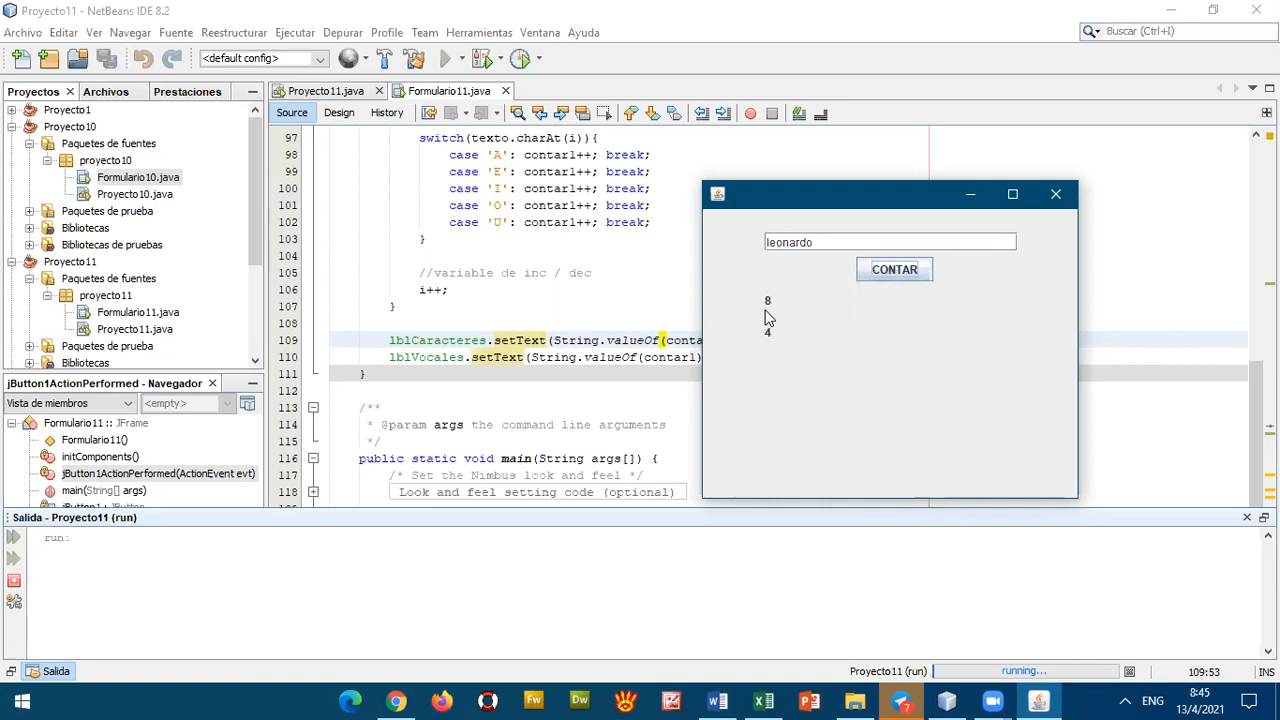 Proyecto11 - NetBeans IDE 8.2
Archivo Editar Ver Navegar Fuente Reestructurar Ejecutar Depurar Profile Team Herramientas Ventana Ayuda
Buscar (Ctrl+I)
<default config>
Proyectos Archivos Prestaciones
Proyecto11.java Formulario11.java
Source Design History
Proyecto1
Proyecto10
Paquetes de fuentes
proyecto10
Formulario10.java
Proyecto10.java
Paquetes de prueba
Bibliotecas
Bibliotecas de pruebas
Proyecto11
Paquetes de fuentes
proyecto11
Formulario11.java
Proyecto11.java
Paquetes de prueba
Bibliotecas
jButton1ActionPerformed - Navegador
Vista de miembros <empty>
Formulario11 :: JFrame
Formulario11()
initComponents()
jButton1ActionPerformed(ActionEvent evt)
main(String[] args)
97 switch(texto.charAt(i)){
98 case 'A': contar1++; break;
99 case 'E': contar1++; break;
100 case 'I': contar1++; break;
101 case 'O': contar1++; break;
102 case 'U': contar1++; break;
103 }
104
105 //variable de inc / dec
106 i++;
107 }
108
109 lblCaracteres.setText(String.valueOf(conta
110 lblVocales.setText(String.valueOf(contar1)
111 }
112
113 /**
114 * @param args the command line arguments
115 */
116 public static void main(String args[]) {
117 /* Set the Nimbus look and feel */
118 Look and feel setting code (optional)
leonardo
CONTAR
8
4
Salida - Proyecto11 (run)
run:
Salida
Proyecto11 (run) running... 109:53 INS
Fw Dw 7 ENG 8:45
13/4/2021